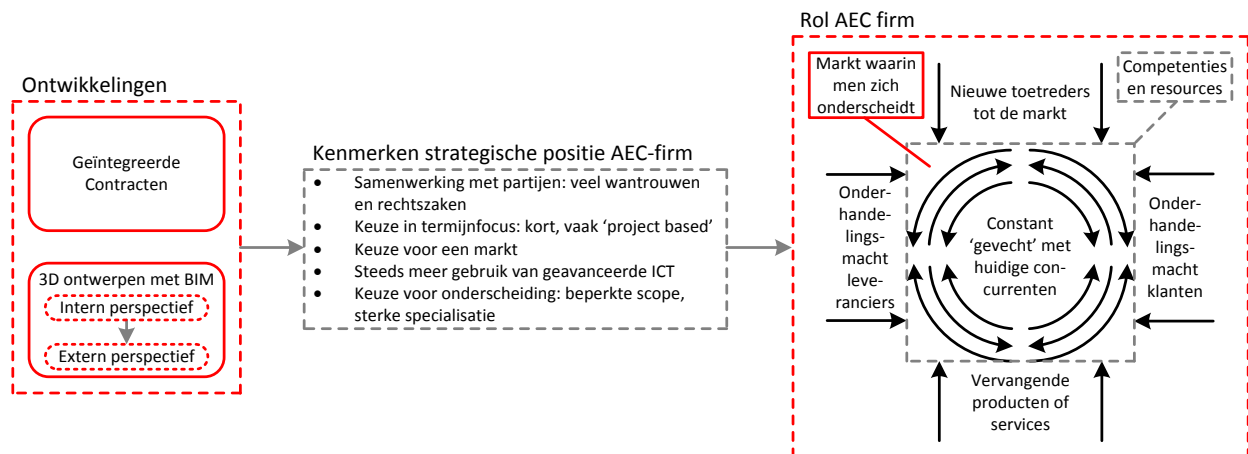 Ontwikkelingen
Geïntegreerde
Contracten
3D ontwerpen met BIM
Intern perspectief
Extern perspectief
Kenmerken strategische positie AEC-firm
• Samenwerking met partijen: veel wantrouwen
en rechtszaken
• Keuze in termijnfocus: kort, vaak ‘project based’
• Keuze voor een markt
• Steeds meer gebruik van geavanceerde ICT
• Keuze voor onderscheiding: beperkte scope,
sterke specialisatie
Rol AEC firm
Markt waarin
men zich
onderscheidt
Nieuwe toetreders
tot de markt
Competenties
en resources
Onder-
hande-
lings-
macht
leve-
ranciers
Constant
‘gevecht’ met
huidige con-
currenten
Onder-
hande-
lings-
macht
klanten
Vervangende
producten of
services